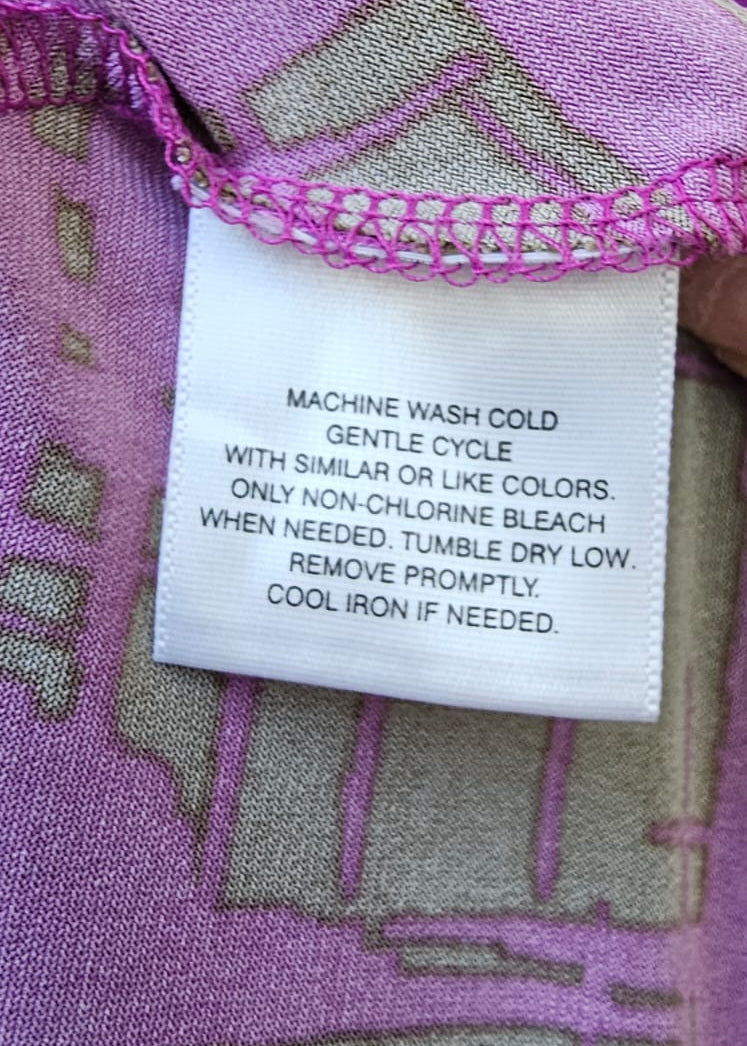 MACHINE WASH COLD
GENTLE CYCLE
WITH SIMILAR OR LIKE COLORS.
ONLY NON-CHLORINE BLEACH
WHEN NEEDED. TUMBLE DRY LOW.
REMOVE PROMPTLY.
COOL IRON IF NEEDED.